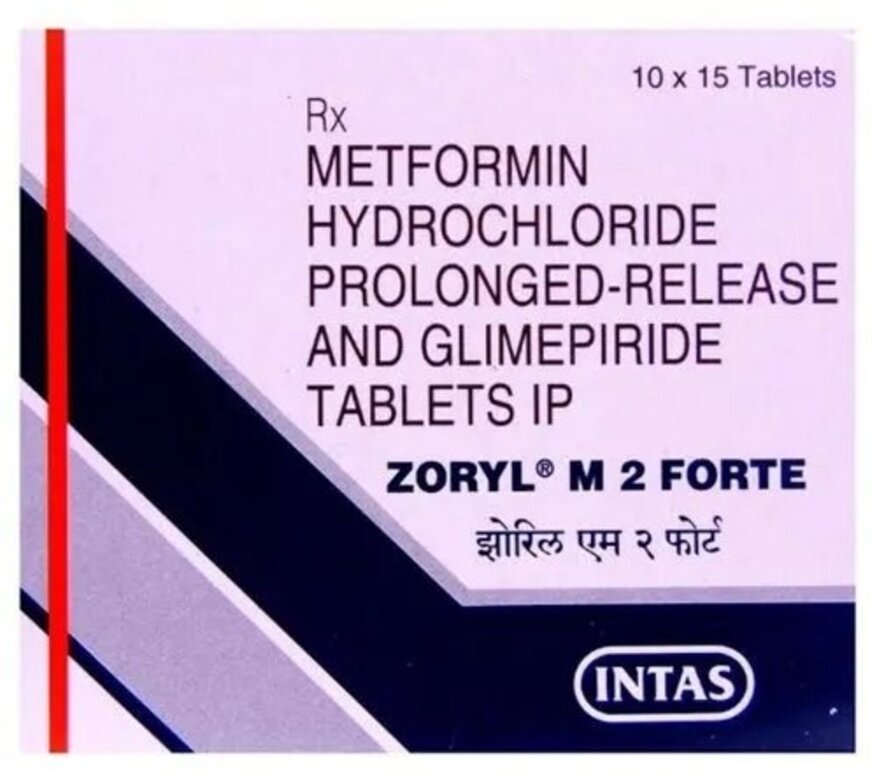 10 x 15 Tablets
Rx
METFORMIN
HYDROCHLORIDE
PROLONGED-RELEASE
AND GLIMEPIRIDE
TABLETS IP
ZORYL® M 2 FORTE
झोरिल एम २ फोर्ट
INTAS